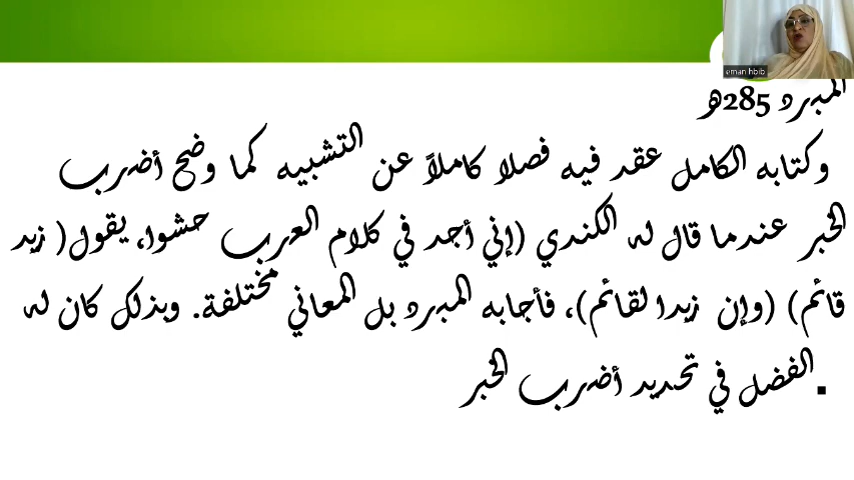 eman hbib
المبرد 285هـ
وكتابه الكامل عقد فيه فصلا كاملاً عن التشبيه كما وضح أضرب
الخبر عندما قال له الكندي (إني أجد في كلام العرب حشوا، يقول( زيد
قائم) (وإن زيدا لقائم)، فأجابه المبرد بل المعاني مختلفة. وبذلك كان له
الفضل في تحديد أضرب الخبر.